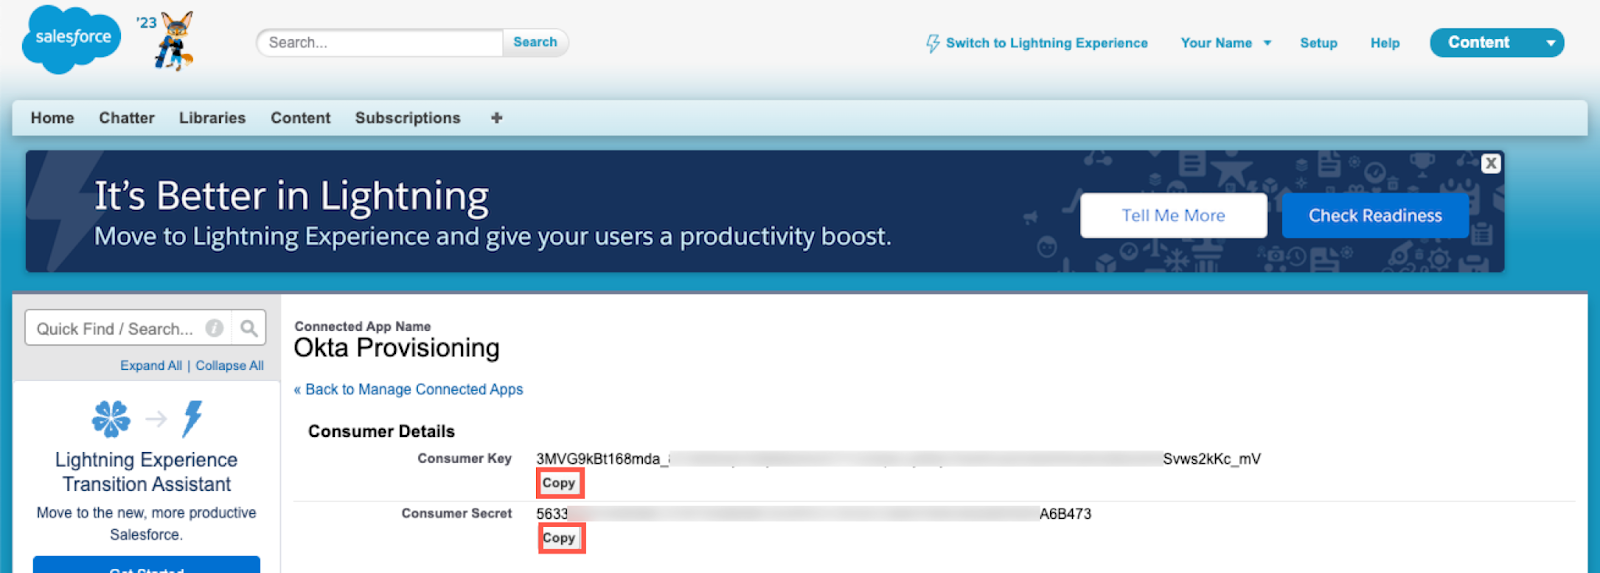 salesforce
'23
Search...
Search
Switch to Lightning Experience
Your Name
Setup
Help
Content
Home
Chatter
Libraries
Content
Subscriptions
+
It's Better in Lightning
Move to Lightning Experience and give your users a productivity boost.
Tell Me More
Check Readiness
X
Quick Find / Search...
i
Expand All | Collapse All
Lightning Experience
Transition Assistant
Move to the new, more productive
Salesforce.
Get Started
Connected App Name
Okta Provisioning
« Back to Manage Connected Apps
Consumer Details
Consumer Key
3MVG9kBt168mda_ Svws2kKc_mV
Copy
Consumer Secret
5633 A6B473
Copy